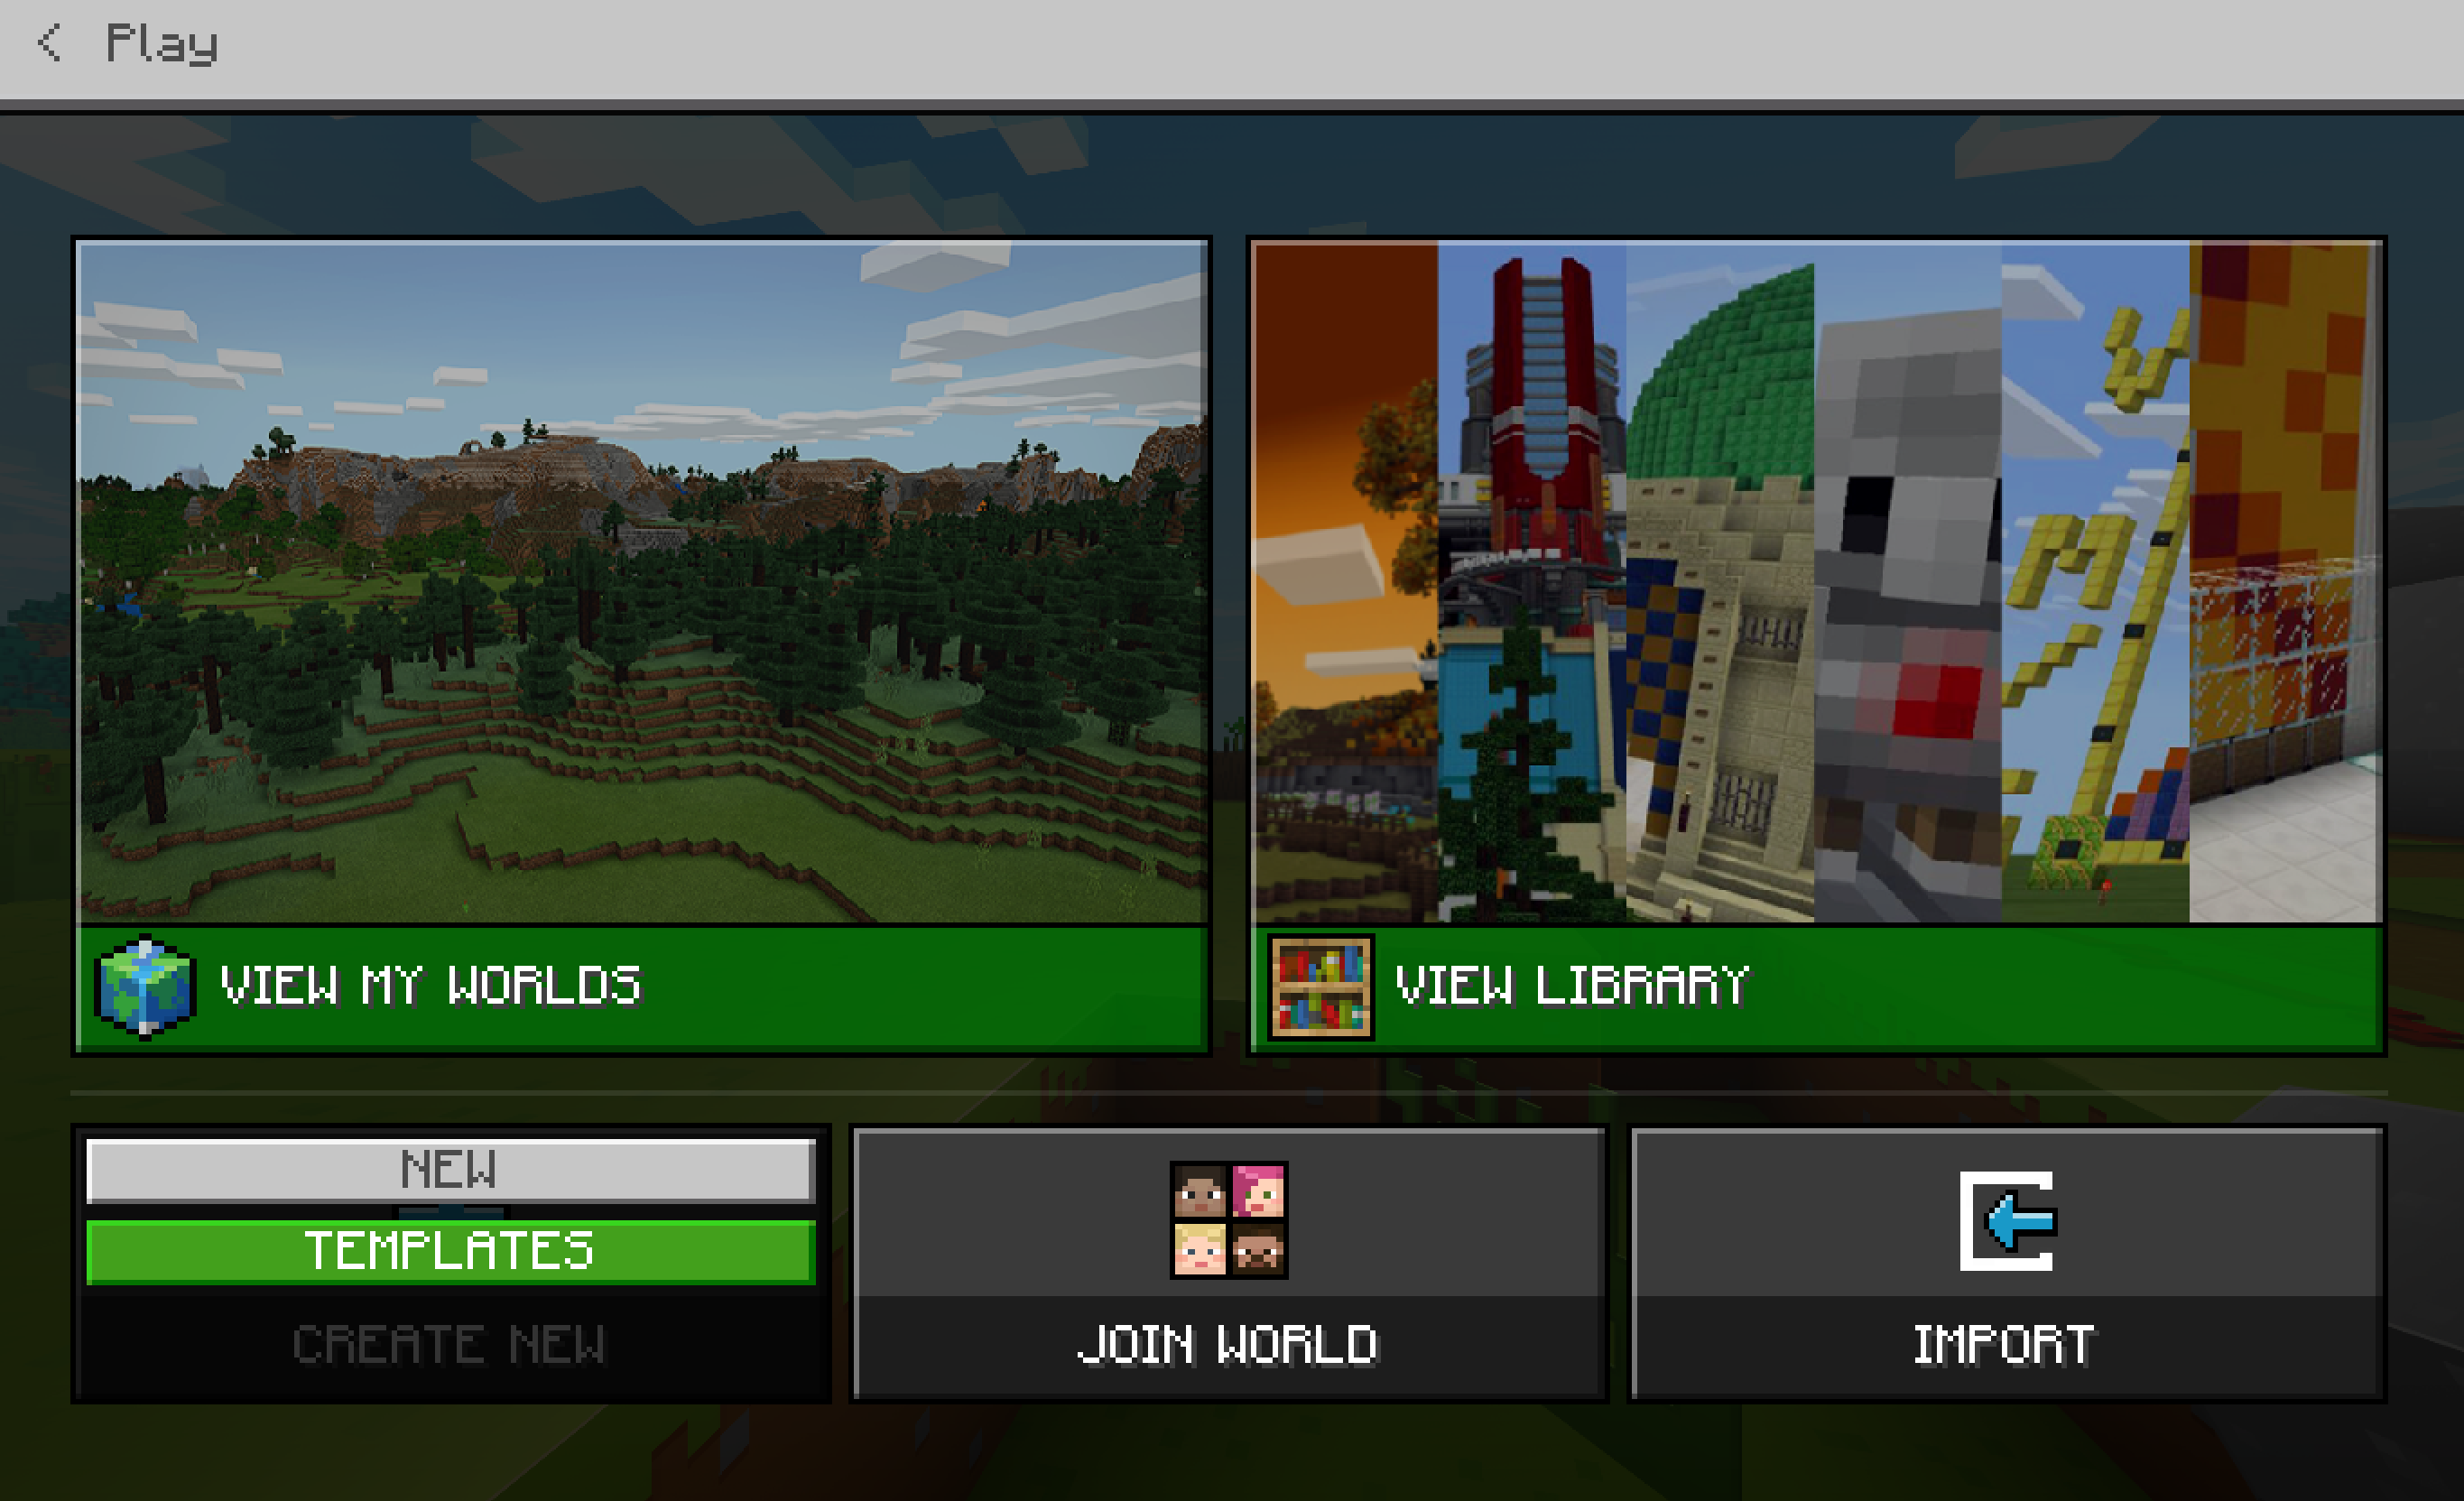 Play
VIEW MY WORLDS
VIEW LIBRARY
NEW
TEMPLATES
CREATE NEW
JOIN WORLD
IMPORT